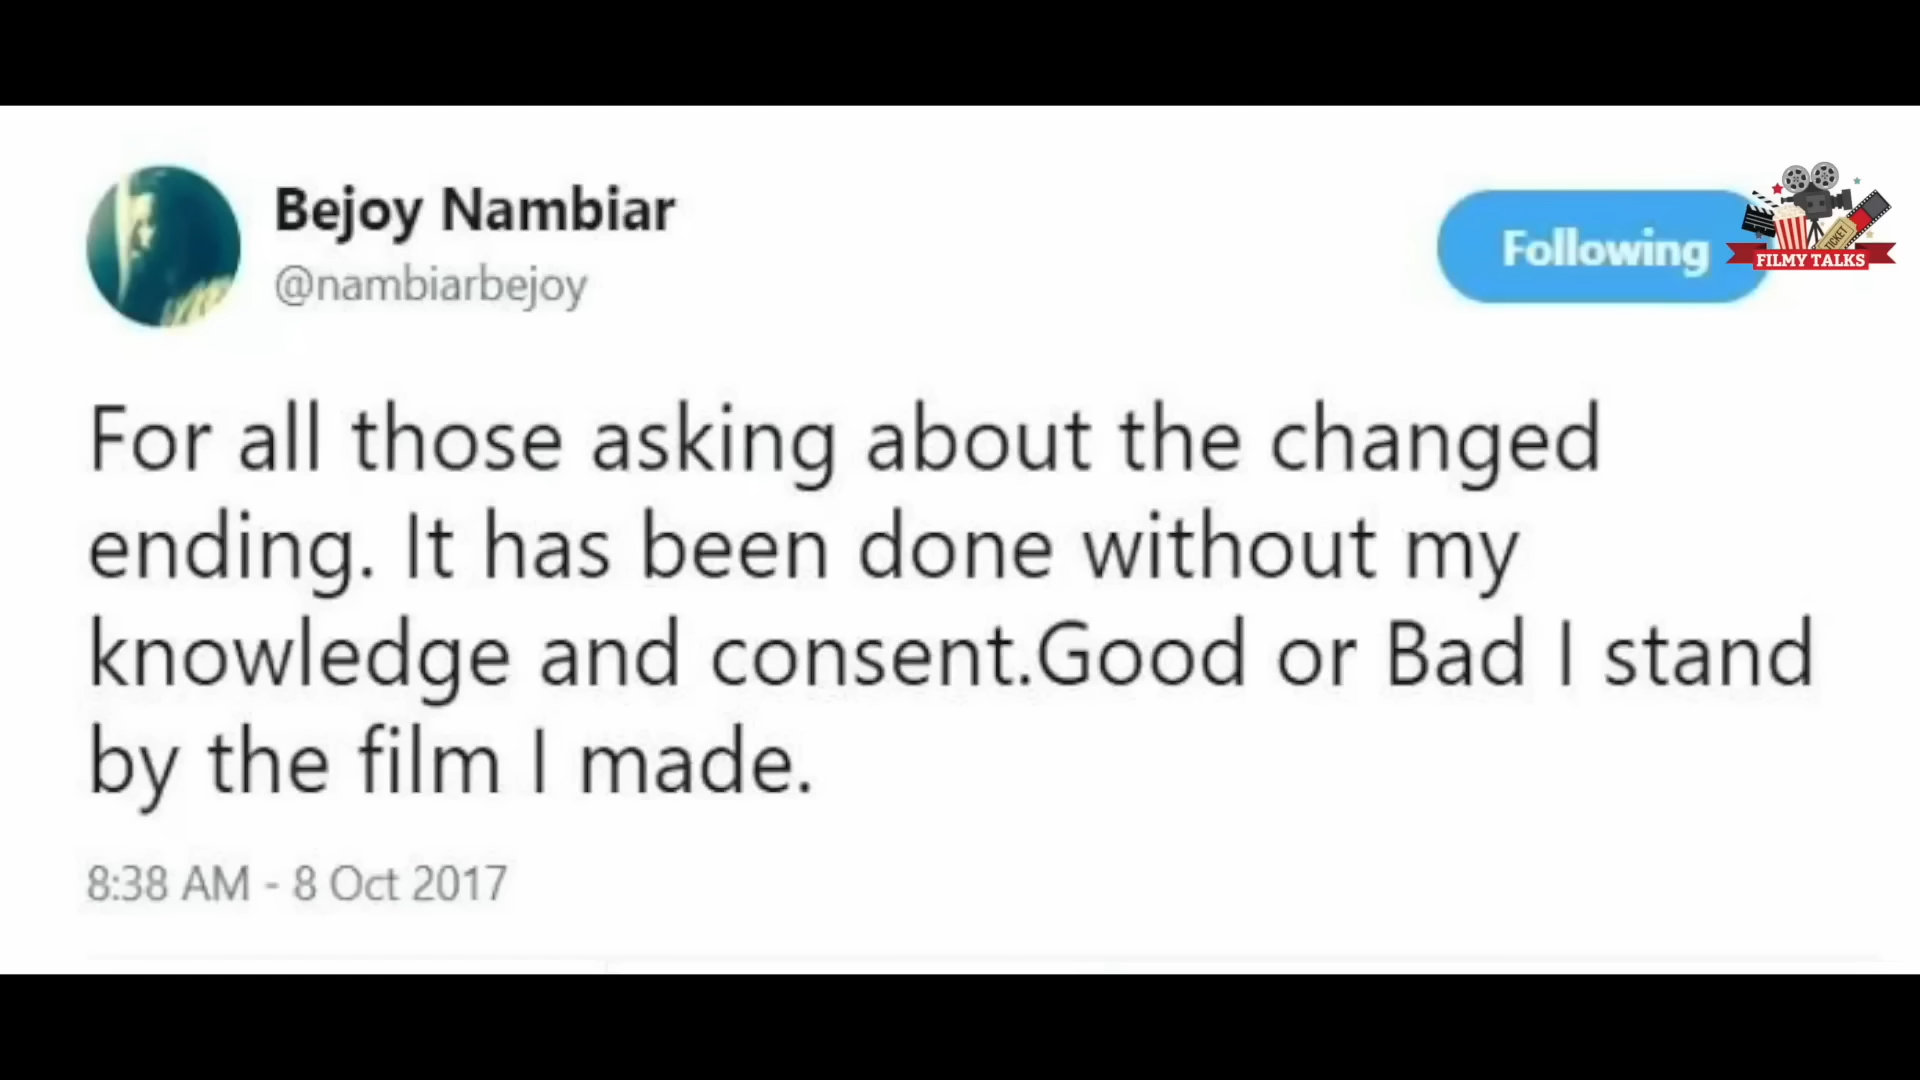 Bejoy Nambiar
@nambiarbejoy
Following
TICKET
FILMY TALKS
For all those asking about the changed
ending. It has been done without my
knowledge and consent.Good or Bad I stand
by the film I made.
8:38 AM - 8 Oct 2017